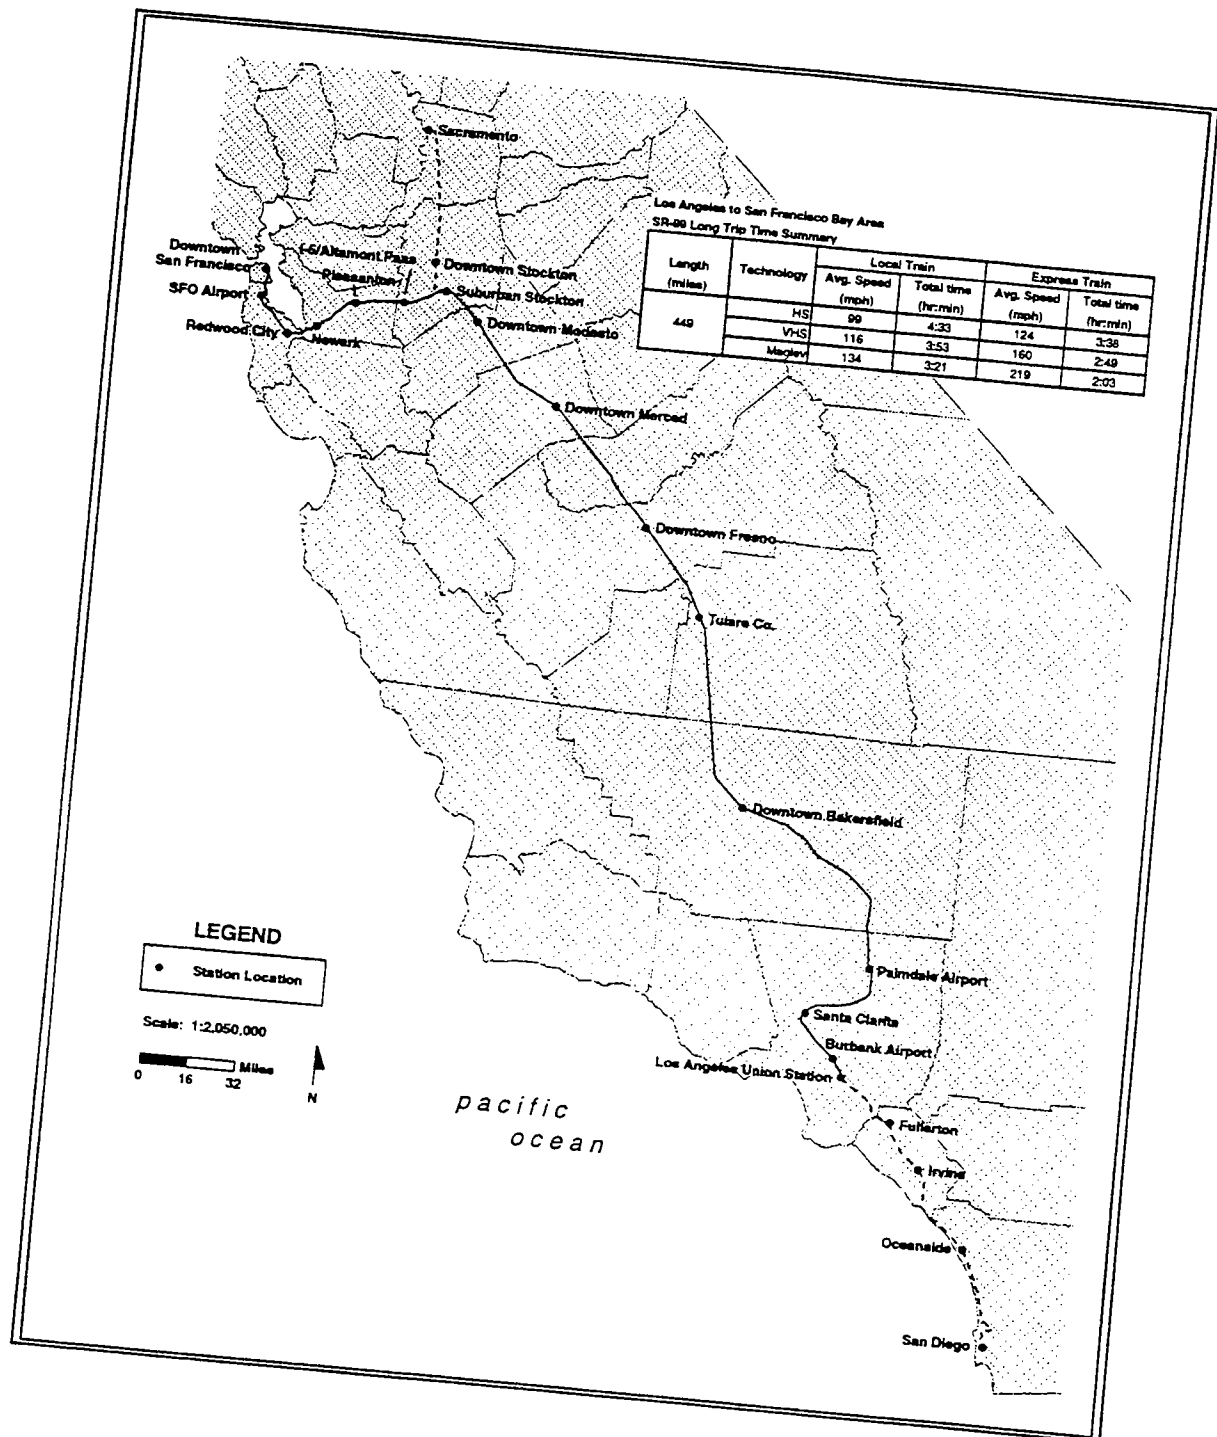 Sacramento
Los Angeles to San Francisco Bay Area
SR-99 Long Trip Time Summary
Length (miles) Technology Local Train Express Train
Avg. Speed (mph) Total time (hr:min) Avg. Speed (mph) Total time (hr:min)
449 HS 99 4:33 124 3:38
VHS 116 3:53 160 2:49
Maglev 134 3:21 219 2:03
Downtown
San Francisco
I-5/Altamont Pass
Downtown Stockton
Pleasanton
SFO Airport
Suburban Stockton
Redwood City
Newark
Downtown Modesto
Downtown Merced
Downtown Fresno
Tulare Co.
Downtown Bakersfield
LEGEND
Station Location
Palmdale Airport
Santa Clarita
Scale: 1:2,050,000
Burbank Airport
Miles
Los Angeles Union Station
0 16 32
N
pacific
ocean
Fullerton
Irvine
Oceanside
San Diego